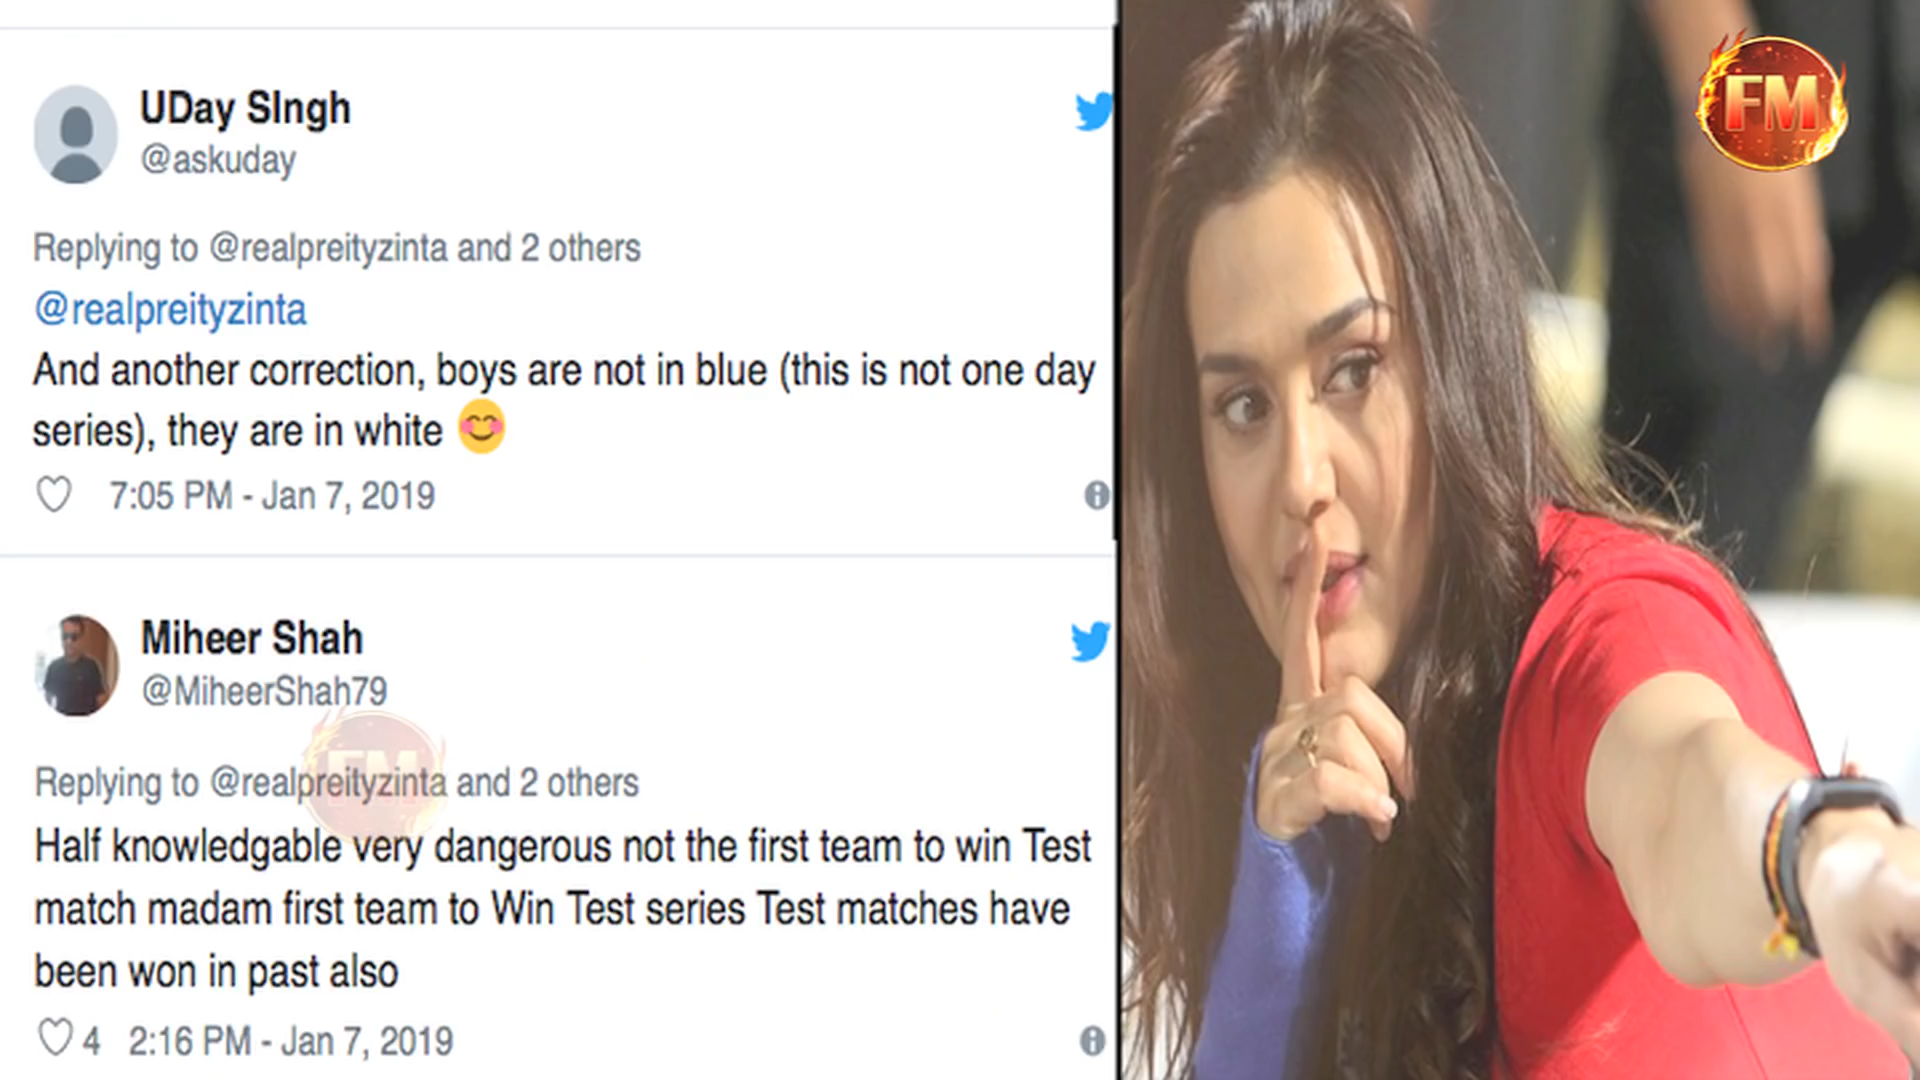 UDay SIngh
@askuday
Replying to @realpreityzinta and 2 others
@realpreityzinta
And another correction, boys are not in blue (this is not one day
series), they are in white 😊
7:05 PM - Jan 7, 2019
Miheer Shah
@MiheerShah79
Replying to @realpreityzinta and 2 others
Half knowledgable very dangerous not the first team to win Test
match madam first team to Win Test series Test matches have
been won in past also
4 2:16 PM - Jan 7, 2019
FM
FM